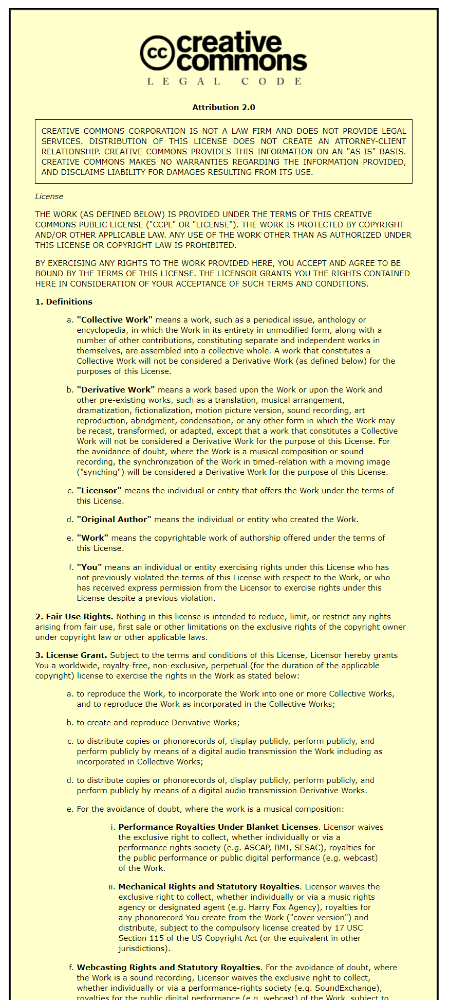 cc creative
commons
LEGAL CODE
Attribution 2.0
CREATIVE COMMONS CORPORATION IS NOT A LAW FIRM AND DOES NOT PROVIDE LEGAL
SERVICES. DISTRIBUTION OF THIS LICENSE DOES NOT CREATE AN ATTORNEY-CLIENT
RELATIONSHIP. CREATIVE COMMONS PROVIDES THIS INFORMATION ON AN "AS-IS" BASIS.
CREATIVE COMMONS MAKES NO WARRANTIES REGARDING THE INFORMATION PROVIDED,
AND DISCLAIMS LIABILITY FOR DAMAGES RESULTING FROM ITS USE.
License
THE WORK (AS DEFINED BELOW) IS PROVIDED UNDER THE TERMS OF THIS CREATIVE
COMMONS PUBLIC LICENSE ("CCPL" OR "LICENSE"). THE WORK IS PROTECTED BY COPYRIGHT
AND/OR OTHER APPLICABLE LAW. ANY USE OF THE WORK OTHER THAN AS AUTHORIZED UNDER
THIS LICENSE OR COPYRIGHT LAW IS PROHIBITED.
BY EXERCISING ANY RIGHTS TO THE WORK PROVIDED HERE, YOU ACCEPT AND AGREE TO BE
BOUND BY THE TERMS OF THIS LICENSE. THE LICENSOR GRANTS YOU THE RIGHTS CONTAINED
HERE IN CONSIDERATION OF YOUR ACCEPTANCE OF SUCH TERMS AND CONDITIONS.
1. Definitions
a. "Collective Work" means a work, such as a periodical issue, anthology or
encyclopedia, in which the Work in its entirety in unmodified form, along with a
number of other contributions, constituting separate and independent works in
themselves, are assembled into a collective whole. A work that constitutes a
Collective Work will not be considered a Derivative Work (as defined below) for the
purposes of this License.
b. "Derivative Work" means a work based upon the Work or upon the Work and
other pre-existing works, such as a translation, musical arrangement,
dramatization, fictionalization, motion picture version, sound recording, art
reproduction, abridgment, condensation, or any other form in which the Work may
be recast, transformed, or adapted, except that a work that constitutes a Collective
Work will not be considered a Derivative Work for the purpose of this License. For
the avoidance of doubt, where the Work is a musical composition or sound
recording, the synchronization of the Work in timed-relation with a moving image
("synching") will be considered a Derivative Work for the purpose of this License.
c. "Licensor" means the individual or entity that offers the Work under the terms of
this License.
d. "Original Author" means the individual or entity who created the Work.
e. "Work" means the copyrightable work of authorship offered under the terms of
this License.
f. "You" means an individual or entity exercising rights under this License who has
not previously violated the terms of this License with respect to the Work, or who
has received express permission from the Licensor to exercise rights under this
License despite a previous violation.
2. Fair Use Rights. Nothing in this license is intended to reduce, limit, or restrict any rights
arising from fair use, first sale or other limitations on the exclusive rights of the copyright owner
under copyright law or other applicable laws.
3. License Grant. Subject to the terms and conditions of this License, Licensor hereby grants
You a worldwide, royalty-free, non-exclusive, perpetual (for the duration of the applicable
copyright) license to exercise the rights in the Work as stated below:
a. to reproduce the Work, to incorporate the Work into one or more Collective Works,
and to reproduce the Work as incorporated in the Collective Works;
b. to create and reproduce Derivative Works;
c. to distribute copies or phonorecords of, display publicly, perform publicly, and
perform publicly by means of a digital audio transmission the Work including as
incorporated in Collective Works;
d. to distribute copies or phonorecords of, display publicly, perform publicly, and
perform publicly by means of a digital audio transmission Derivative Works.
e. For the avoidance of doubt, where the work is a musical composition:
i. Performance Royalties Under Blanket Licenses. Licensor waives
the exclusive right to collect, whether individually or via a
performance rights society (e.g. ASCAP, BMI, SESAC), royalties for
the public performance or public digital performance (e.g. webcast)
of the Work.
ii. Mechanical Rights and Statutory Royalties. Licensor waives the
exclusive right to collect, whether individually or via a music rights
agency or designated agent (e.g. Harry Fox Agency), royalties for
any phonorecord You create from the Work ("cover version") and
distribute, subject to the compulsory license created by 17 USC
Section 115 of the US Copyright Act (or the equivalent in other
jurisdictions).
f. Webcasting Rights and Statutory Royalties. For the avoidance of doubt, where
the Work is a sound recording, Licensor waives the exclusive right to collect,
whether individually or via a performance-rights society (e.g. SoundExchange),
royalties for the public digital performance (e.g. webcast) of the Work, subject to